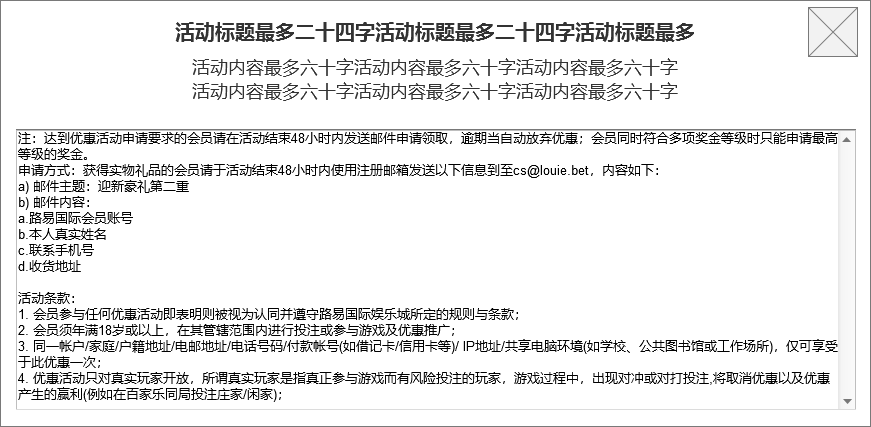 活动标题最多二十四字活动标题最多二十四字活动标题最多
活动内容最多六十字活动内容最多六十字活动内容最多六十字
活动内容最多六十字活动内容最多六十字活动内容最多六十字
注：达到优惠活动申请要求的会员请在活动结束48小时内发送邮件申请领取，逾期当自动放弃优惠；会员同时符合多项奖金等级时只能申请最高
等级的奖金。
申请方式：获得实物礼品的会员请于活动结束48小时内使用注册邮箱发送以下信息到至cs@louie.bet，内容如下：
a) 邮件主题：迎新豪礼第二重
b) 邮件内容：
a.路易国际会员账号
b.本人真实姓名
c.联系手机号
d.收货地址
活动条款：
1. 会员参与任何优惠活动即表明则被视为认同并遵守路易国际娱乐城所定的规则与条款；
2. 会员须年满18岁或以上，在其管辖范围内进行投注或参与游戏及优惠推广；
3. 同一帐户/家庭/户籍地址/电邮地址/电话号码/付款帐号(如借记卡/信用卡等)/ IP地址/共享电脑环境(如学校、公共图书馆或工作场所)，仅可享受
于此优惠一次；
4. 优惠活动只对真实玩家开放，所谓真实玩家是指真正参与游戏而有风险投注的玩家，游戏过程中，出现对冲或对打投注,将取消优惠以及优惠
产生的赢利(例如在百家乐同局投注庄家/闲家)；